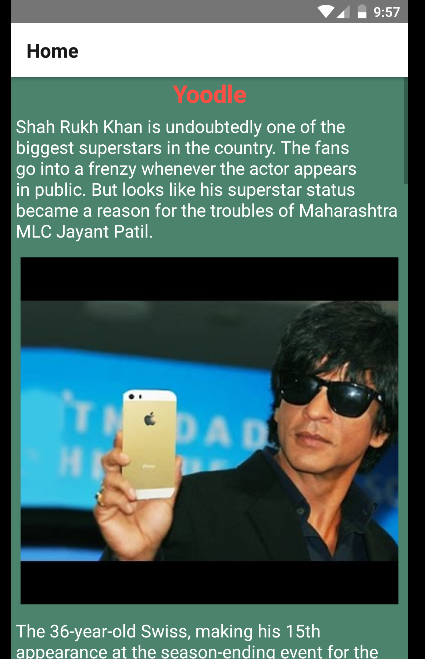 9:57
Home
Yoodle
Shah Rukh Khan is undoubtedly one of the
biggest superstars in the country. The fans
go into a frenzy whenever the actor appears
in public. But looks like his superstar status
became a reason for the troubles of Maharashtra
MLC Jayant Patil.
iPhone
The 36-year-old Swiss, making his 15th
appearance at the season-ending event for the